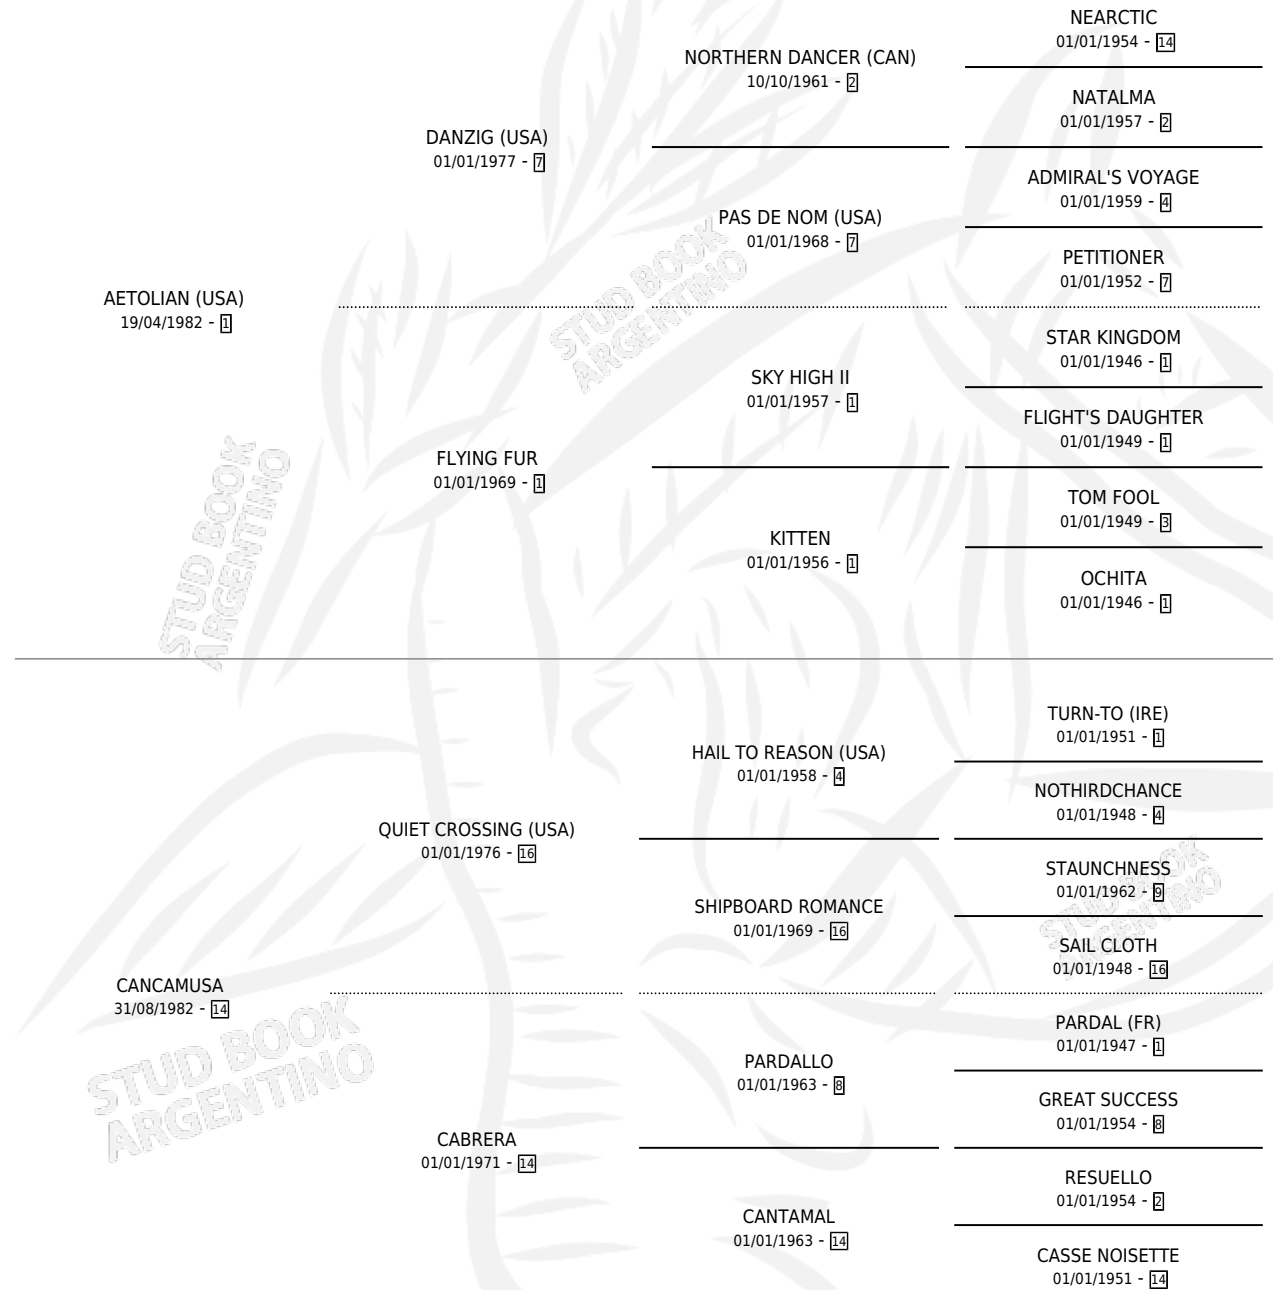 NEARCTIC
01/01/1954 - 14
NORTHERN DANCER (CAN)
10/10/1961 - 2
NATALMA
01/01/1957 - 2
DANZIG (USA)
01/01/1977 - 7
ADMIRAL'S VOYAGE
01/01/1959 - 4
PAS DE NOM (USA)
01/01/1968 - 7
PETITIONER
01/01/1952 - 7
AETOLIAN (USA)
19/04/1982 - 1
STUD BOOK
ARGENTINO
STAR KINGDOM
01/01/1946 - 1
SKY HIGH II
01/01/1957 - 1
FLIGHT'S DAUGHTER
01/01/1949 - 1
FLYING FUR
01/01/1969 - 1
TOM FOOL
01/01/1949 - 3
KITTEN
01/01/1956 - 1
OCHITA
01/01/1946 - 1
STUD BOOK
ARGENTINO
TURN-TO (IRE)
01/01/1951 - 1
HAIL TO REASON (USA)
01/01/1958 - 4
NOTHIRDCHANCE
01/01/1948 - 4
QUIET CROSSING (USA)
01/01/1976 - 16
STAUNCHNESS
01/01/1962 - 9
SHIPBOARD ROMANCE
01/01/1969 - 16
SAIL CLOTH
01/01/1948 - 16
STUD BOOK
ARGENTINO
CANCAMUSA
31/08/1982 - 14
STUD BOOK
ARGENTINO
PARDAL (FR)
01/01/1947 - 1
PARDALLO
01/01/1963 - 8
GREAT SUCCESS
01/01/1954 - 8
CABRERA
01/01/1971 - 14
RESUELLO
01/01/1954 - 2
CANTAMAL
01/01/1963 - 14
CASSE NOISETTE
01/01/1951 - 14